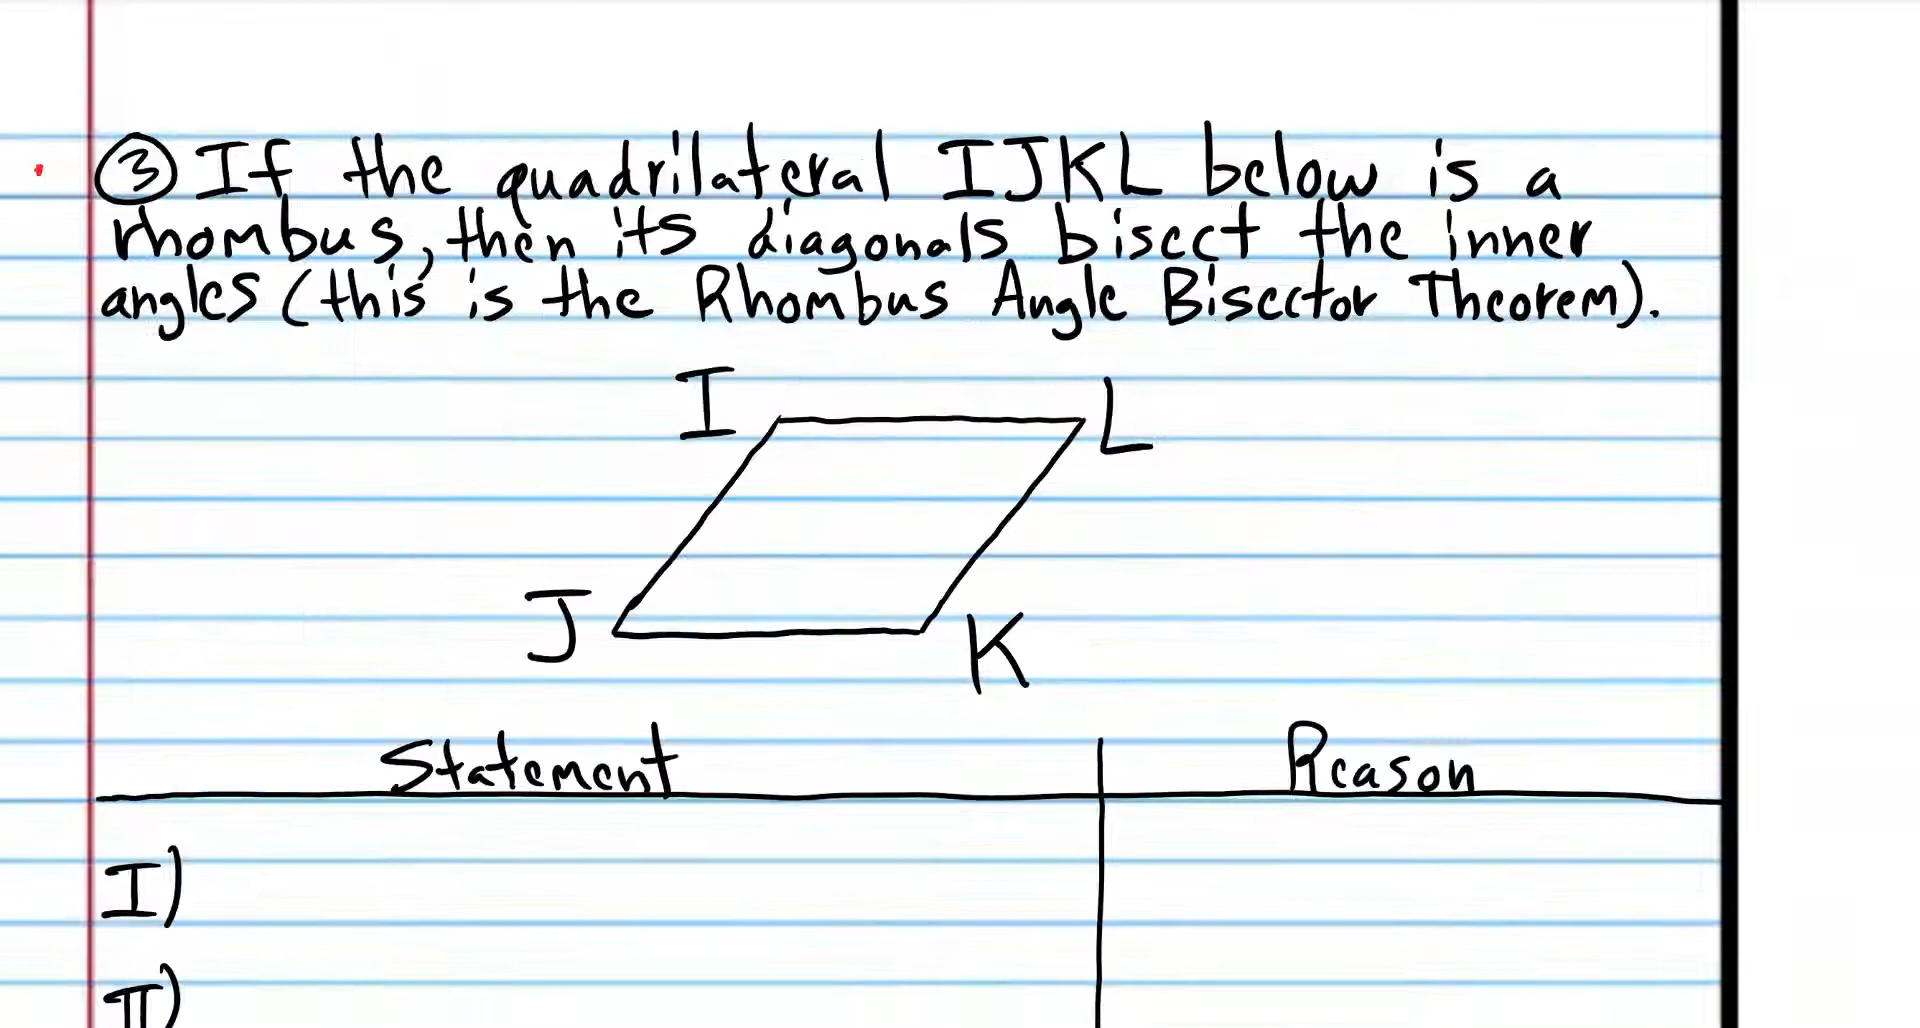 ③ If the quadrilateral IJKL below is a
rhombus, then its diagonals bisect the inner
angles (this is the Rhombus Angle Bisector Theorem).
I
L
J
K
Statement Reason
I)
II)